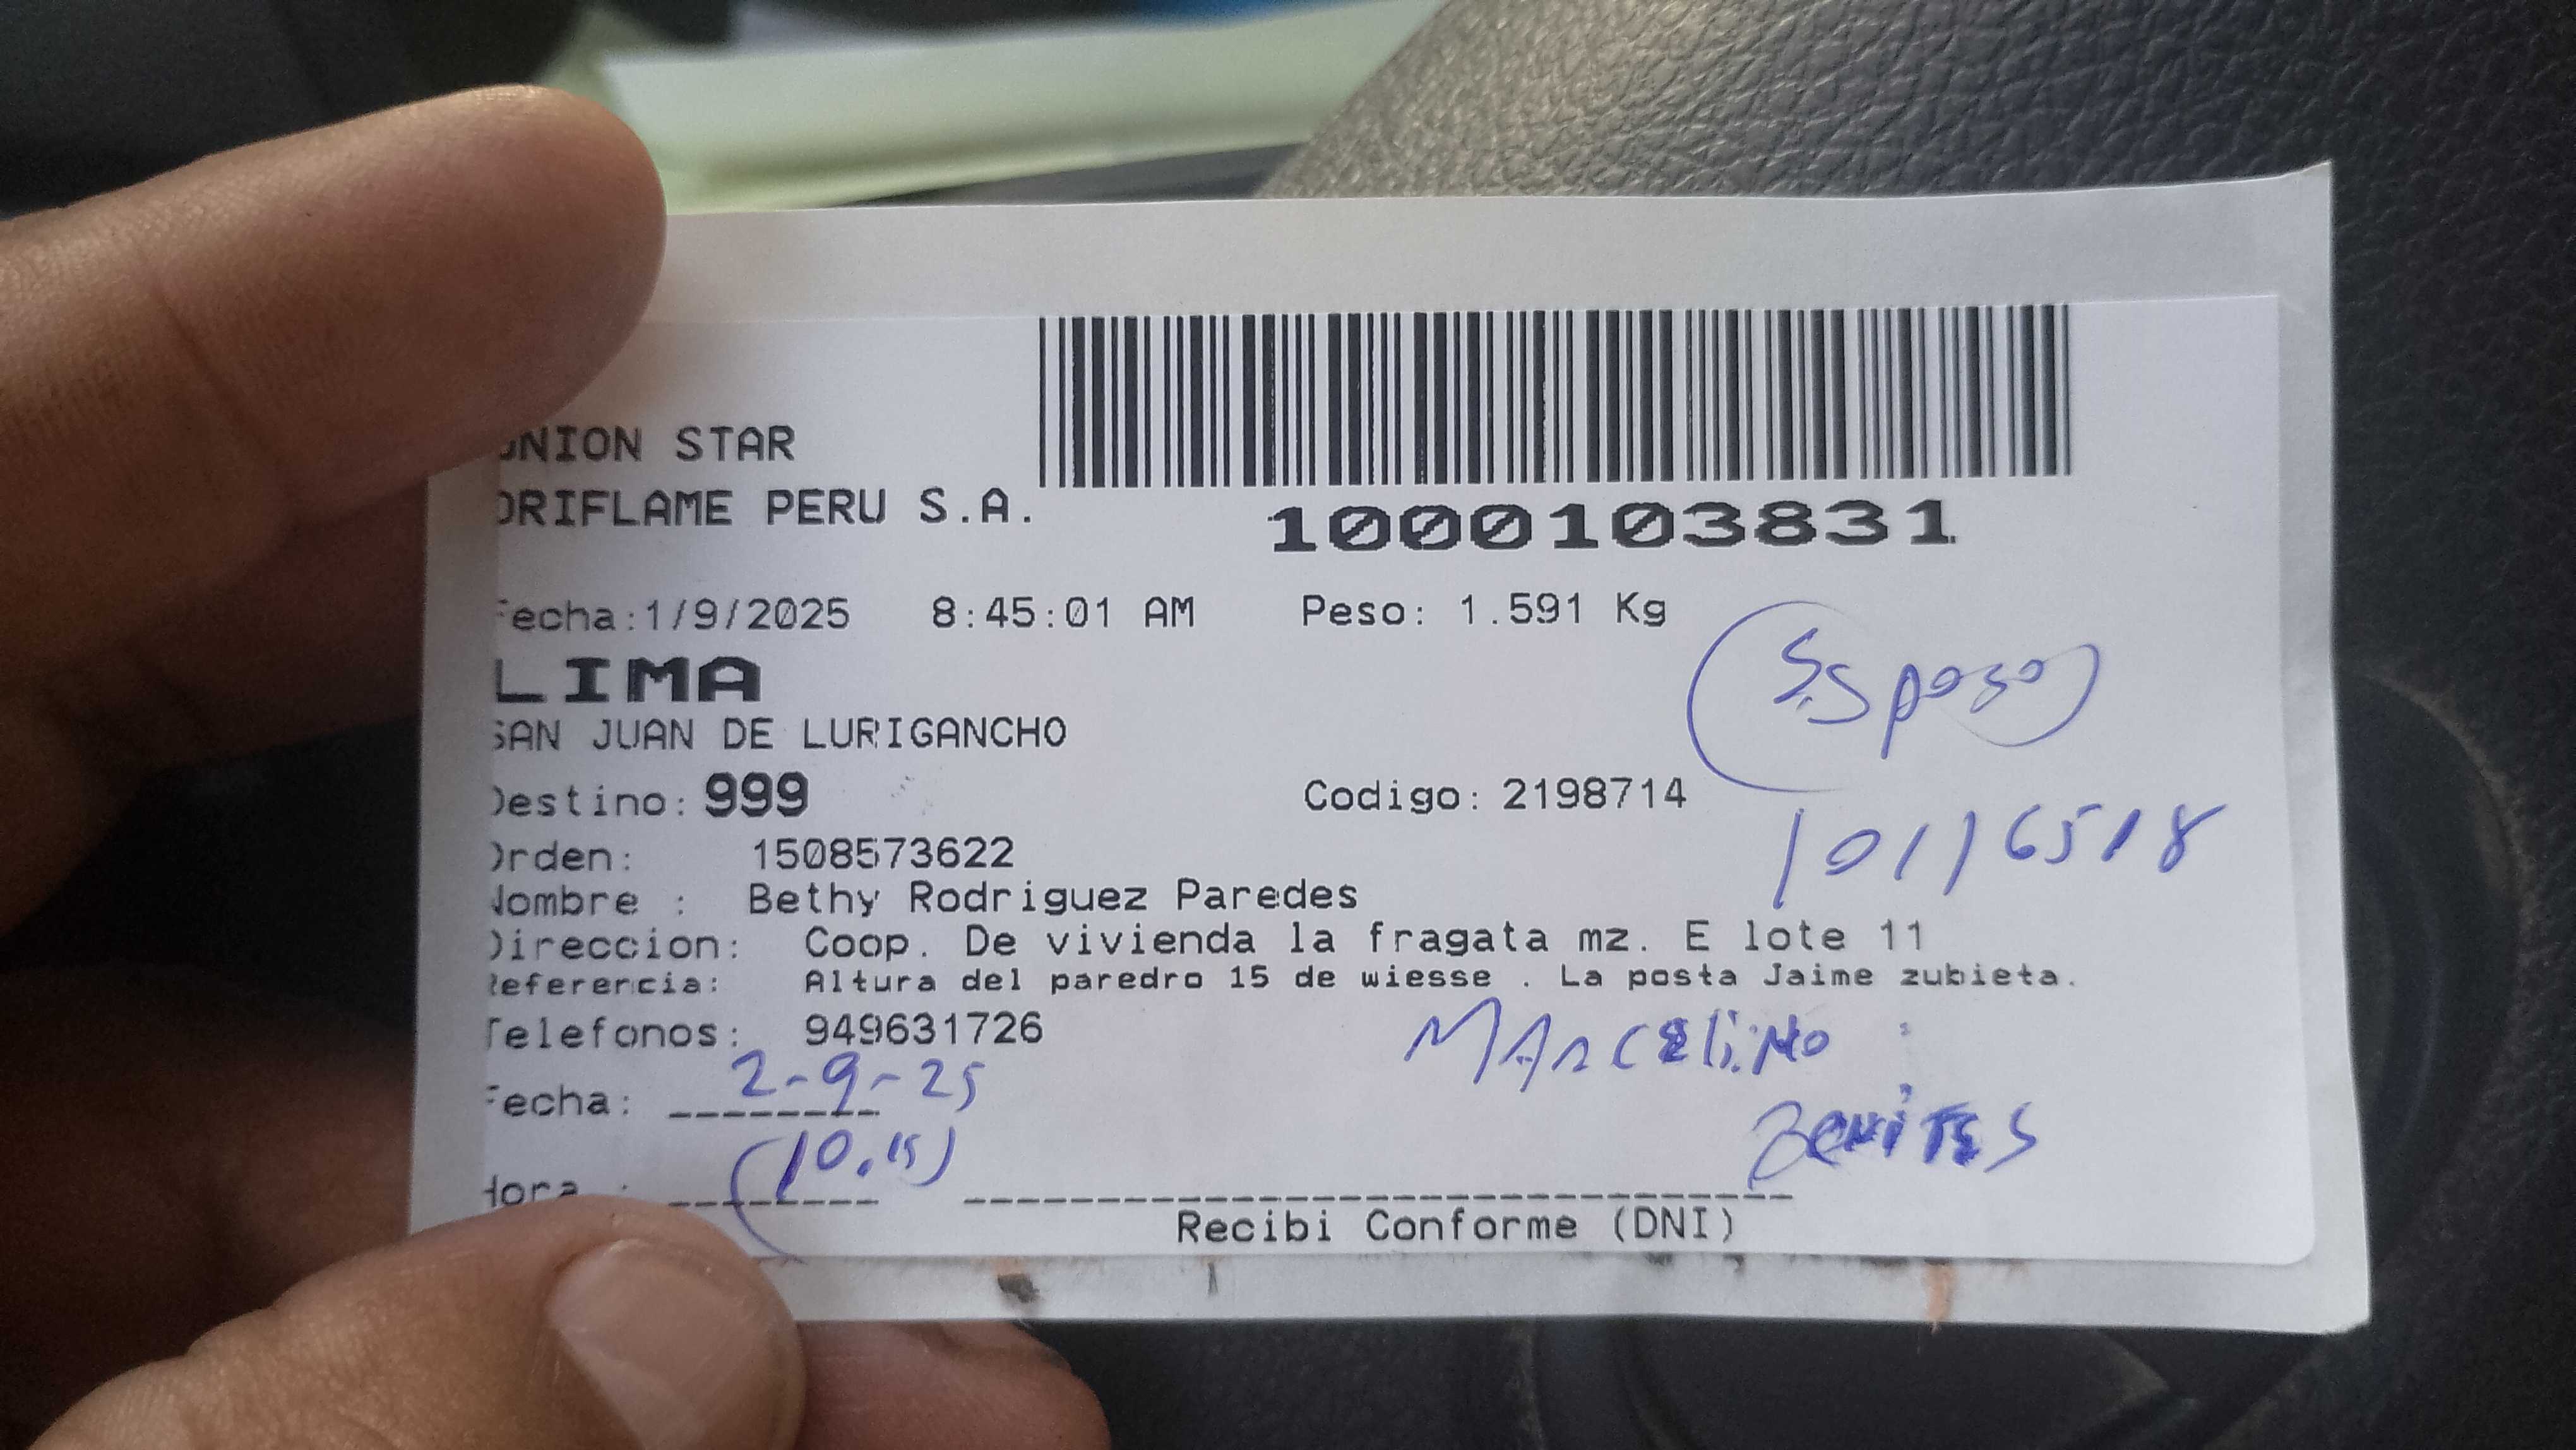 UNION STAR
ORIFLAME PERU S.A.
1000103831
Fecha:1/9/2025 8:45:01 AM Peso: 1.591 Kg
LIMA
SAN JUAN DE LURIGANCHO
(Esposo)
Destino: 999 Codigo: 2198714
10116518
Orden: 1508573622
Nombre : Bethy Rodriguez Paredes
Direccion: Coop. De vivienda la fragata mz. E lote 11
Referencia: Altura del paredro 15 de wiesse . La posta Jaime zubieta.
Telefonos: 949631726
MARCELiNO
Fecha: 2-9-25
BENITES
Hora : (10.15)
Recibi Conforme (DNI)